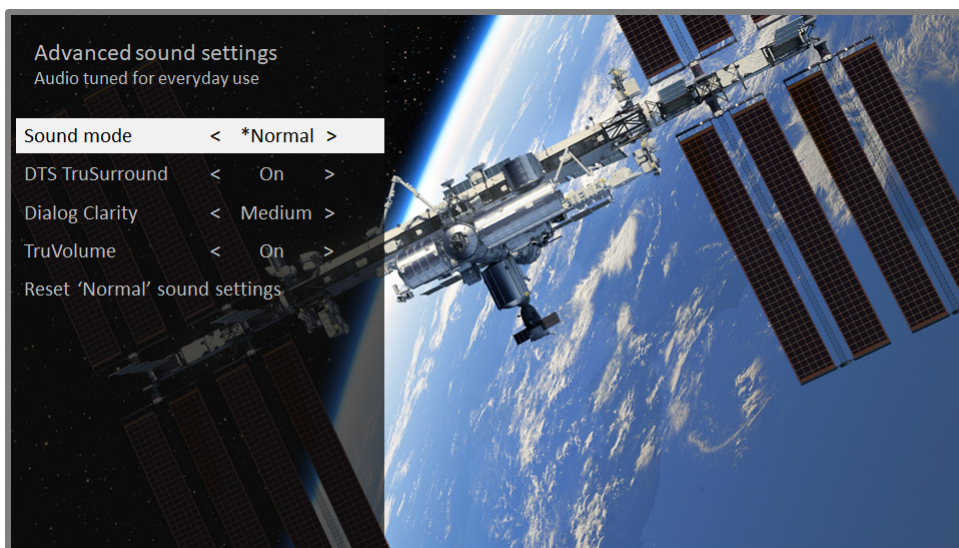 Advanced sound settings
Audio tuned for everyday use
Sound mode < *Normal >
DTS TruSurround < On >
Dialog Clarity < Medium >
TruVolume < On >
Reset ‘Normal’ sound settings